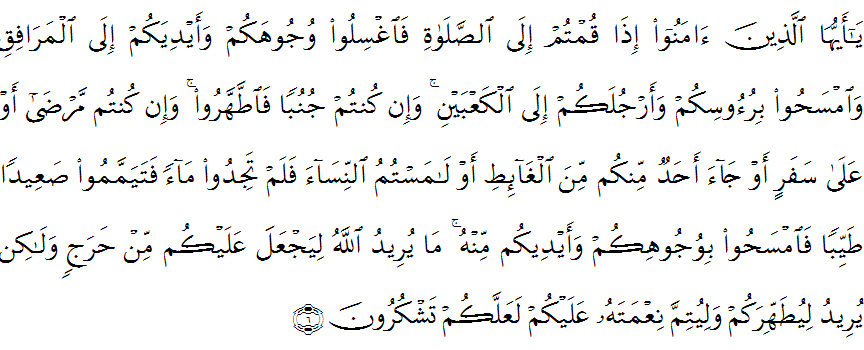 يَـٰٓأَيُّهَا ٱلَّذِينَ ءَامَنُوٓا۟ إِذَا قُمْتُمْ إِلَى ٱلصَّلَوٰةِ فَٱغْسِلُوا۟ وُجُوهَكُمْ وَأَيْدِيَكُمْ إِلَى ٱلْمَرَافِقِ
وَٱمْسَحُوا۟ بِرُءُوسِكُمْ وَأَرْجُلَكُمْ إِلَى ٱلْكَعْبَيْنِ ۚ وَإِن كُنتُمْ جُنُبًا فَٱطَّهَّرُوا۟ ۚ وَإِن كُنتُم مَّرْضَىٰٓ أَوْ
عَلَىٰ سَفَرٍ أَوْ جَآءَ أَحَدٌ مِّنكُم مِّنَ ٱلْغَآئِطِ أَوْ لَـٰمَسْتُمُ ٱلنِّسَآءَ فَلَمْ تَجِدُوا۟ مَآءً فَتَيَمَّمُوا۟ صَعِيدًا
طَيِّبًا فَٱمْسَحُوا۟ بِوُجُوهِكُمْ وَأَيْدِيكُم مِّنْهُ ۚ مَا يُرِيدُ ٱللَّهُ لِيَجْعَلَ عَلَيْكُم مِّنْ حَرَجٍ وَلَـٰكِن
يُرِيدُ لِيُطَهِّرَكُمْ وَلِيُتِمَّ نِعْمَتَهُۥ عَلَيْكُمْ لَعَلَّكُمْ تَشْكُرُونَ ٦